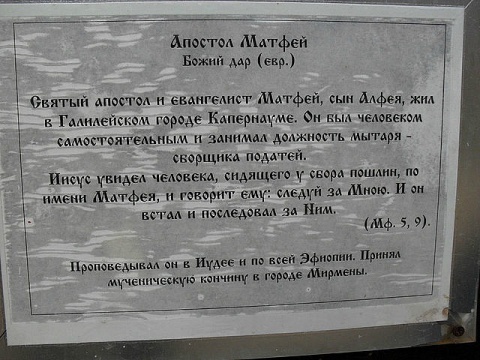 Апостол Матфей
Божий дар (евр.)
Святый апостол и евангелист Матфей, сын Алфея, жил
в Галилейском городе Капернауме. Он был человеком
самостоятельным и занимал должность мытаря -
сборщика податей.
Иисус увидел человека, сидящего у сбора пошлин, по
имени Матфея, и говорит ему: следуй за Мною. И он
встал и последовал за Ним.
(Мф. 5, 9).
Проповедывал он в Иудее и по всей Эфиопии. Принял
мученическую кончину в городе Мирмены.